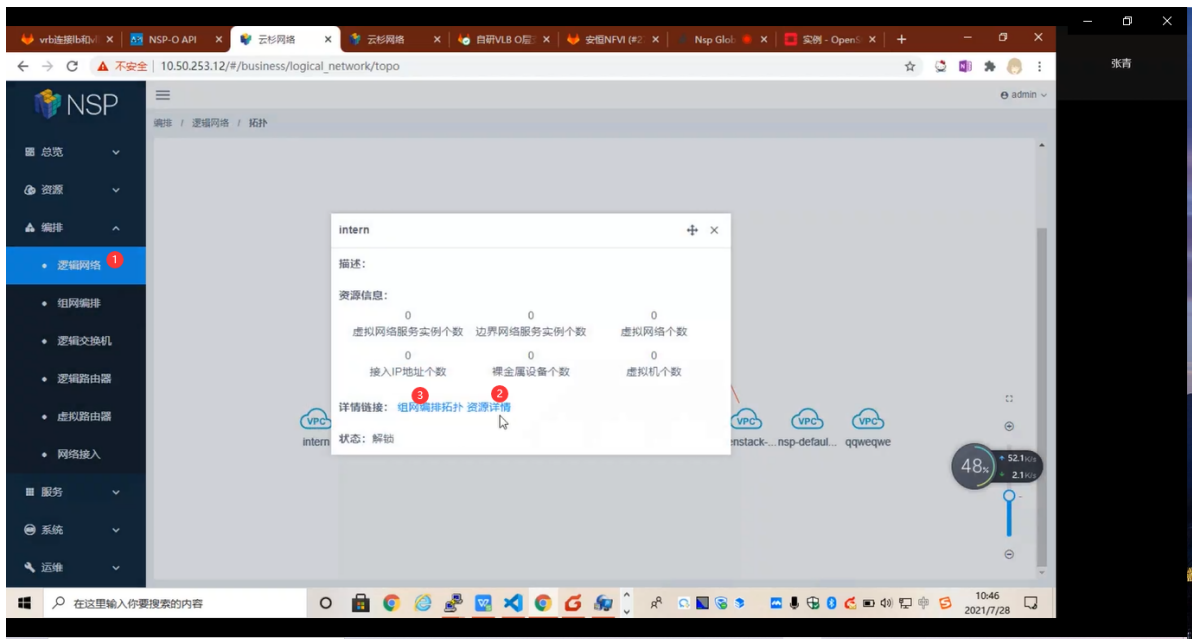 vrb连接lb和vl
NSP-O API
云杉网络
云杉网络
自研VLB O层
安恒NFVI (#2
Nsp Glob
实例 - OpenS
不安全 | 10.50.253.12/#/business/logical_network/topo
张青
NSP
admin
编排 / 逻辑网络 / 拓扑
总览
资源
编排
逻辑网络 1
组网编排
逻辑交换机
逻辑路由器
虚拟路由器
网络接入
服务
系统
运维
intern
描述:
资源信息:
0 0 0
虚拟网络服务实例个数 边界网络服务实例个数 虚拟网络个数
0 0 0
接入IP地址个数 裸金属设备个数 虚拟机个数
3 2
详情链接: 组网编排拓扑 资源详情
状态: 解锁
VPC VPC VPC VPC
intern enstack-... nsp-defaul... qqweqwe
48%
52.1K/s
2.1K/s
在这里输入你要搜索的内容
中
10:46
2021/7/28